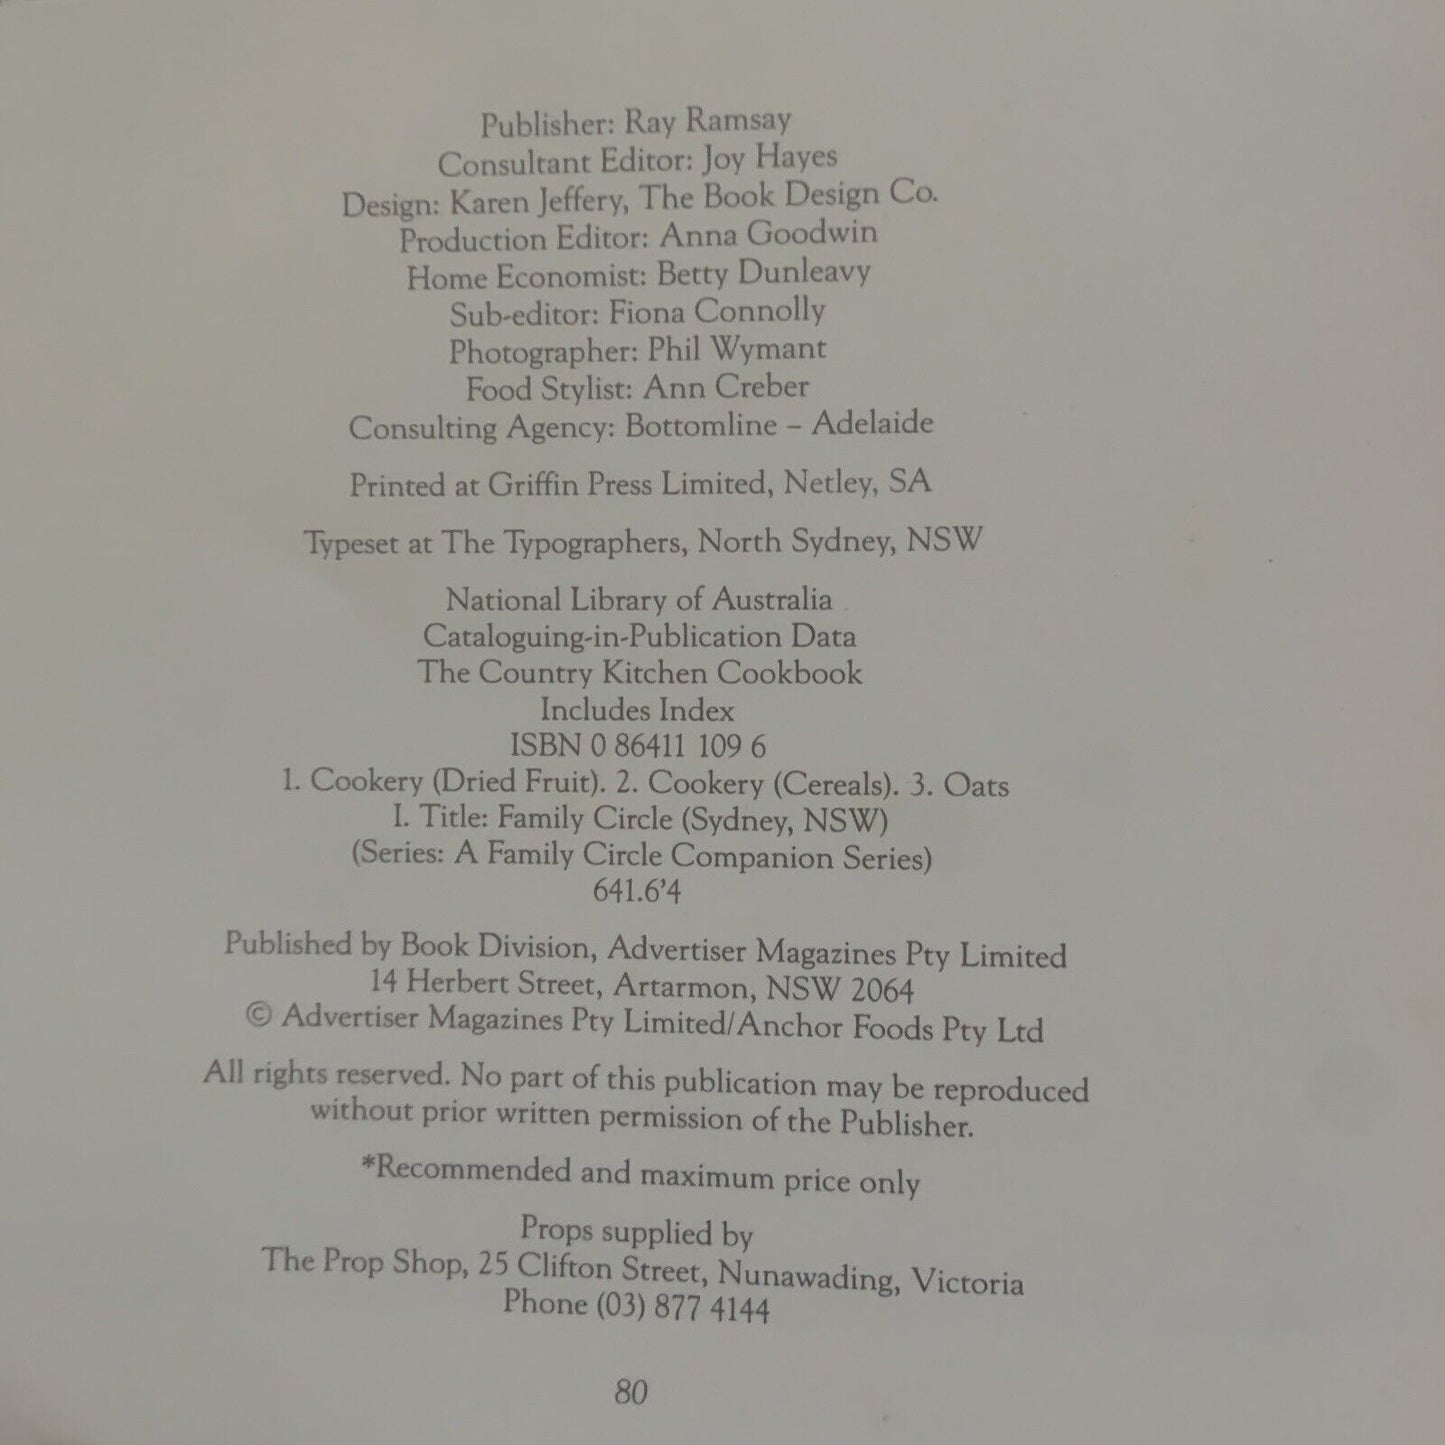 Publisher: Ray Ramsay
Consultant Editor: Joy Hayes
Design: Karen Jeffery, The Book Design Co.
Production Editor: Anna Goodwin
Home Economist: Betty Dunleavy
Sub-editor: Fiona Connolly
Photographer: Phil Wymant
Food Stylist: Ann Creber
Consulting Agency: Bottomline – Adelaide
Printed at Griffin Press Limited, Netley, SA
Typeset at The Typographers, North Sydney, NSW
National Library of Australia
Cataloguing-in-Publication Data
The Country Kitchen Cookbook
Includes Index
ISBN 0 86411 109 6
1. Cookery (Dried Fruit). 2. Cookery (Cereals). 3. Oats
I. Title: Family Circle (Sydney, NSW)
(Series: A Family Circle Companion Series)
641.6’4
Published by Book Division, Advertiser Magazines Pty Limited
14 Herbert Street, Artarmon, NSW 2064
© Advertiser Magazines Pty Limited/Anchor Foods Pty Ltd
All rights reserved. No part of this publication may be reproduced
without prior written permission of the Publisher.
*Recommended and maximum price only
Props supplied by
The Prop Shop, 25 Clifton Street, Nunawading, Victoria
Phone (03) 877 4144
80